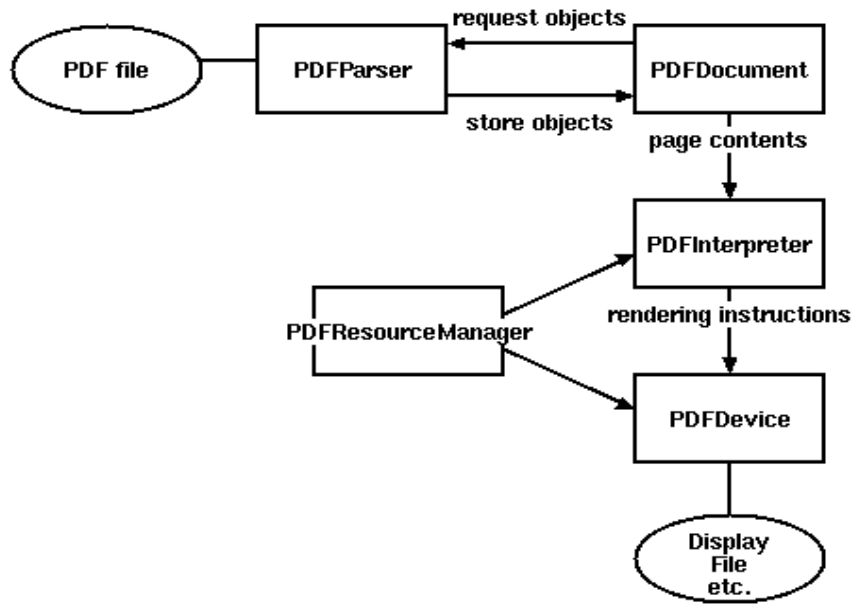 request objects
PDF file
PDFParser
PDFDocument
store objects
page contents
PDFInterpreter
PDFResourceManager
rendering instructions
PDFDevice
Display
File
etc.